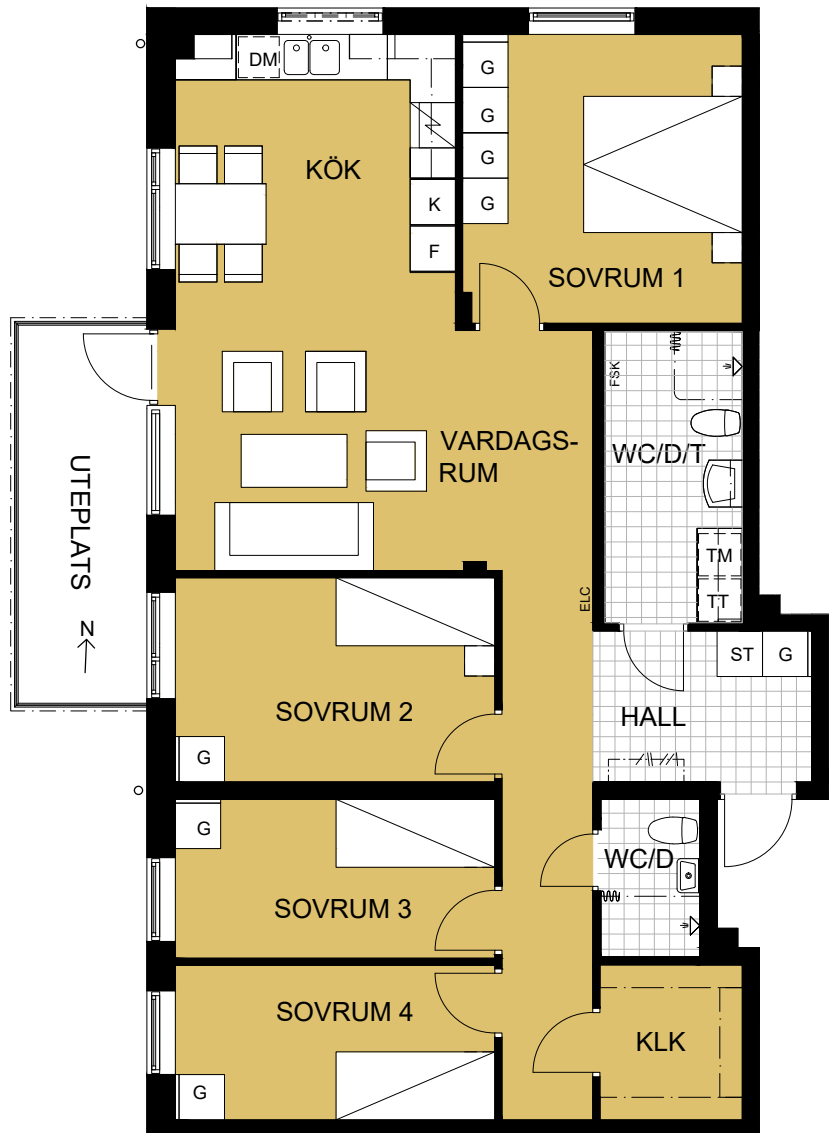 DM
G
G
KÖK
G
K
G
F
SOVRUM 1
FSK
VARDAGS-
RUM
WC/D/T
UTEPLATS
N
TM
TT
ELC
ST
G
SOVRUM 2
HALL
G
G
WC/D
SOVRUM 3
SOVRUM 4
KLK
G